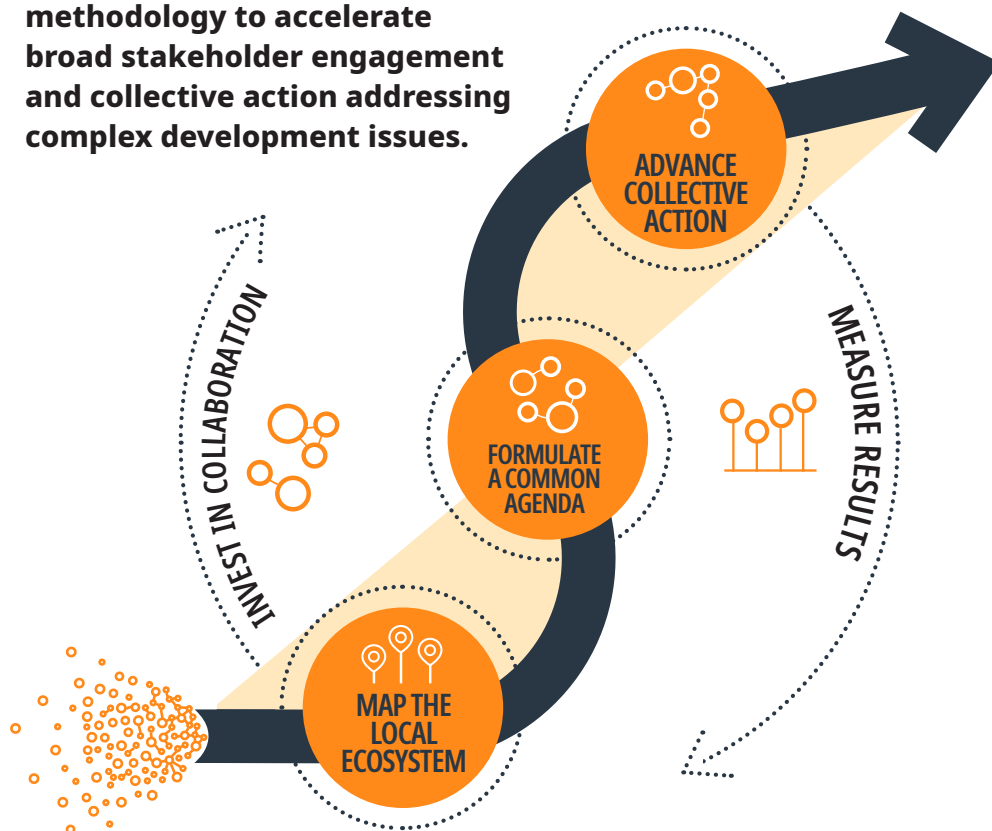 methodology to accelerate
broad stakeholder engagement
and collective action addressing
complex development issues.
ADVANCE
COLLECTIVE
ACTION
INVEST IN COLLABORATION
MEASURE RESULTS
FORMULATE
A COMMON
AGENDA
MAP THE
LOCAL
ECOSYSTEM